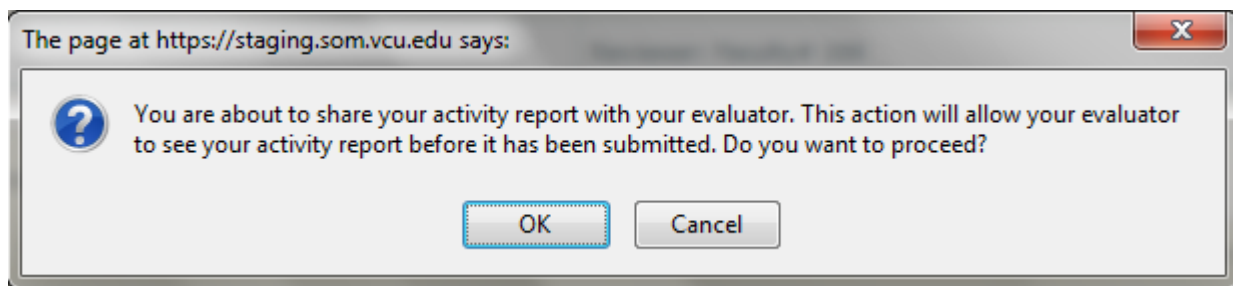 The page at https://staging.som.vcu.edu says:
You are about to share your activity report with your evaluator. This action will allow your evaluator
to see your activity report before it has been submitted. Do you want to proceed?
OK
Cancel